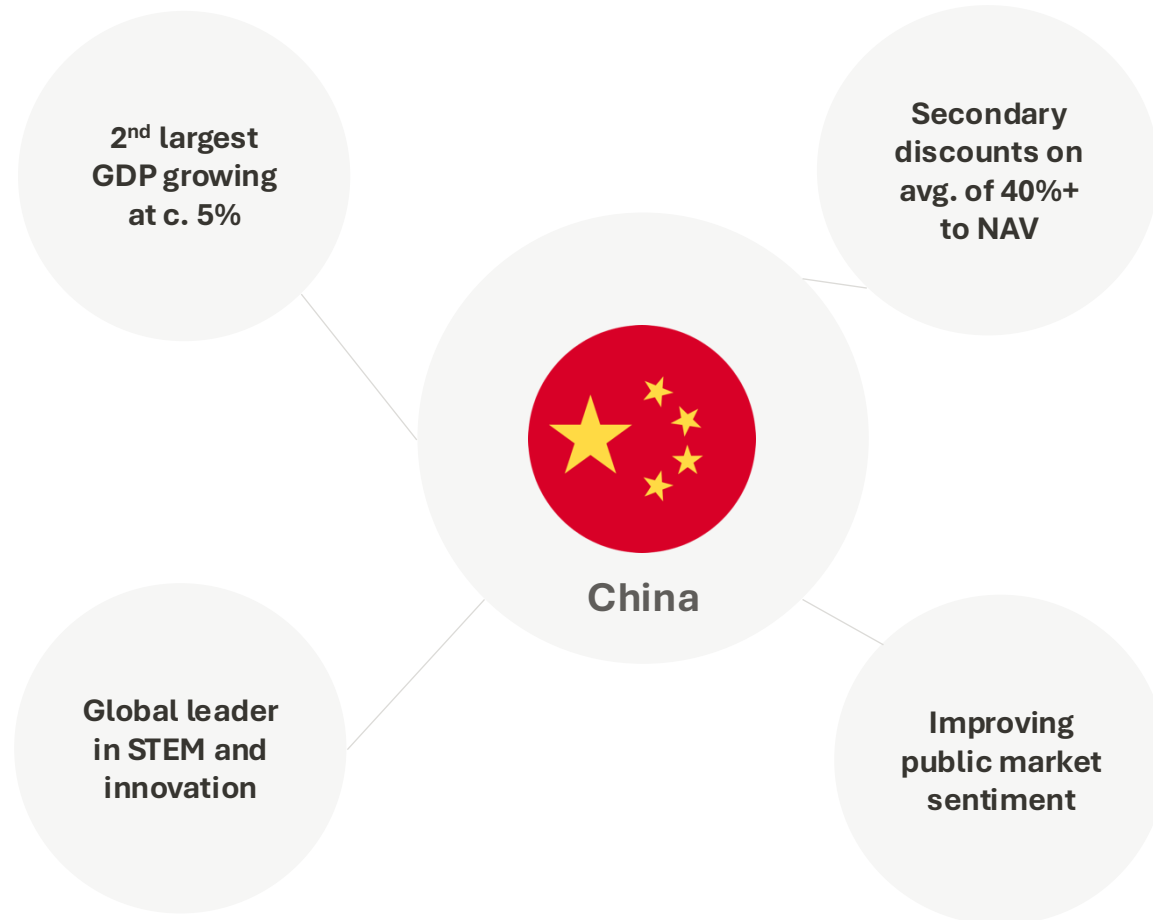 2nd largest
GDP growing
at c. 5%
Secondary
discounts on
avg. of 40%+
to NAV
China
Global leader
in STEM and
innovation
Improving
public market
sentiment